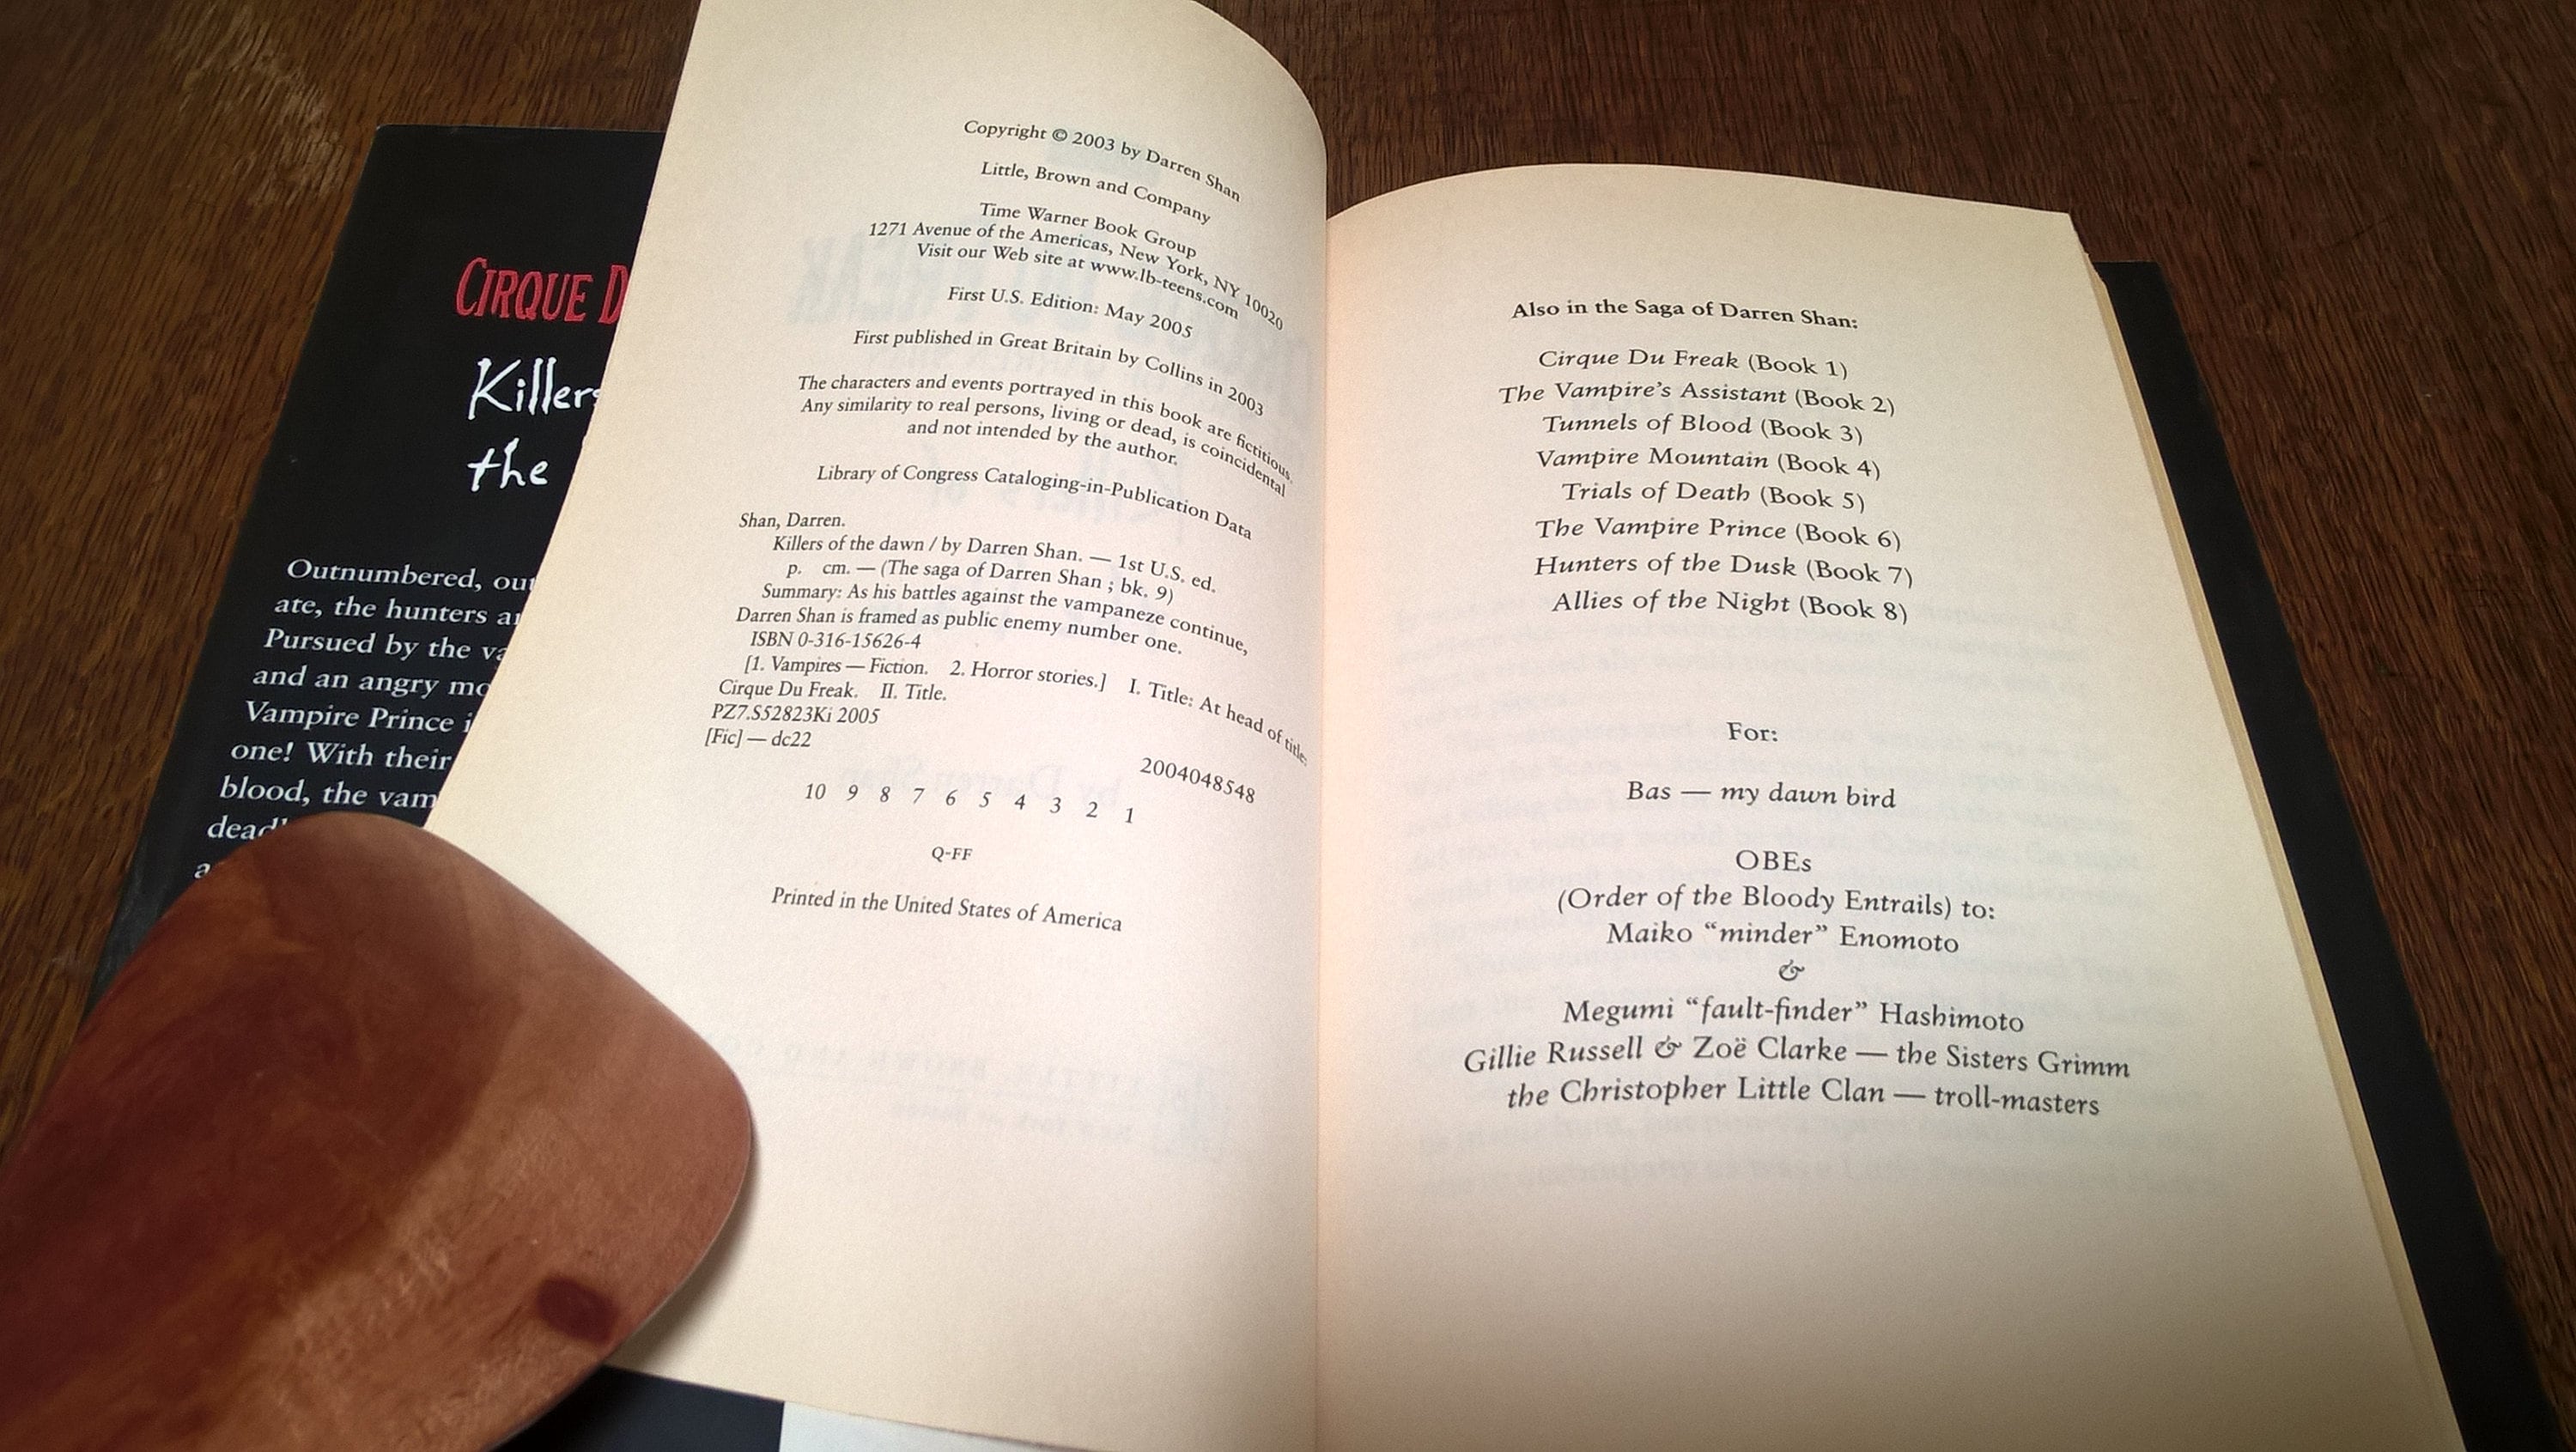 CIRQUE D
Killers
the
Outnumbered, out
ate, the hunters a
Pursued by the va
and an angry mo
Vampire Prince i
one! With their
blood, the vam
Copyright © 2003 by Darren Shan
Little, Brown and Company
Time Warner Book Group
1271 Avenue of the Americas, New York, NY 10020
Visit our Web site at www.lb-teens.com
First U.S. Edition: May 2005
First published in Great Britain by Collins in 2003
The characters and events portrayed in this book are fictitious.
Any similarity to real persons, living or dead, is coincidental
and not intended by the author.
Library of Congress Cataloging-in-Publication Data
Shan, Darren.
Killers of the dawn / by Darren Shan. — 1st U.S. ed.
p. cm. — (The saga of Darren Shan ; bk. 9)
Summary: As his battles against the vampaneze continue,
Darren Shan is framed as public enemy number one.
ISBN 0-316-15626-4
[1. Vampires — Fiction. 2. Horror stories.] I. Title: At head of title:
Cirque Du Freak. II. Title.
PZ7.S52823Ki 2005
[Fic] — dc22
2004048548
10 9 8 7 6 5 4 3 2 1
Q-FF
Printed in the United States of America
Also in the Saga of Darren Shan:
Cirque Du Freak (Book 1)
The Vampire's Assistant (Book 2)
Tunnels of Blood (Book 3)
Vampire Mountain (Book 4)
Trials of Death (Book 5)
The Vampire Prince (Book 6)
Hunters of the Dusk (Book 7)
Allies of the Night (Book 8)
For:
Bas — my dawn bird
OBEs
(Order of the Bloody Entrails) to:
Maiko “minder” Enomoto
&
Megumi “fault-finder” Hashimoto
Gillie Russell & Zoë Clarke — the Sisters Grimm
the Christopher Little Clan — troll-masters